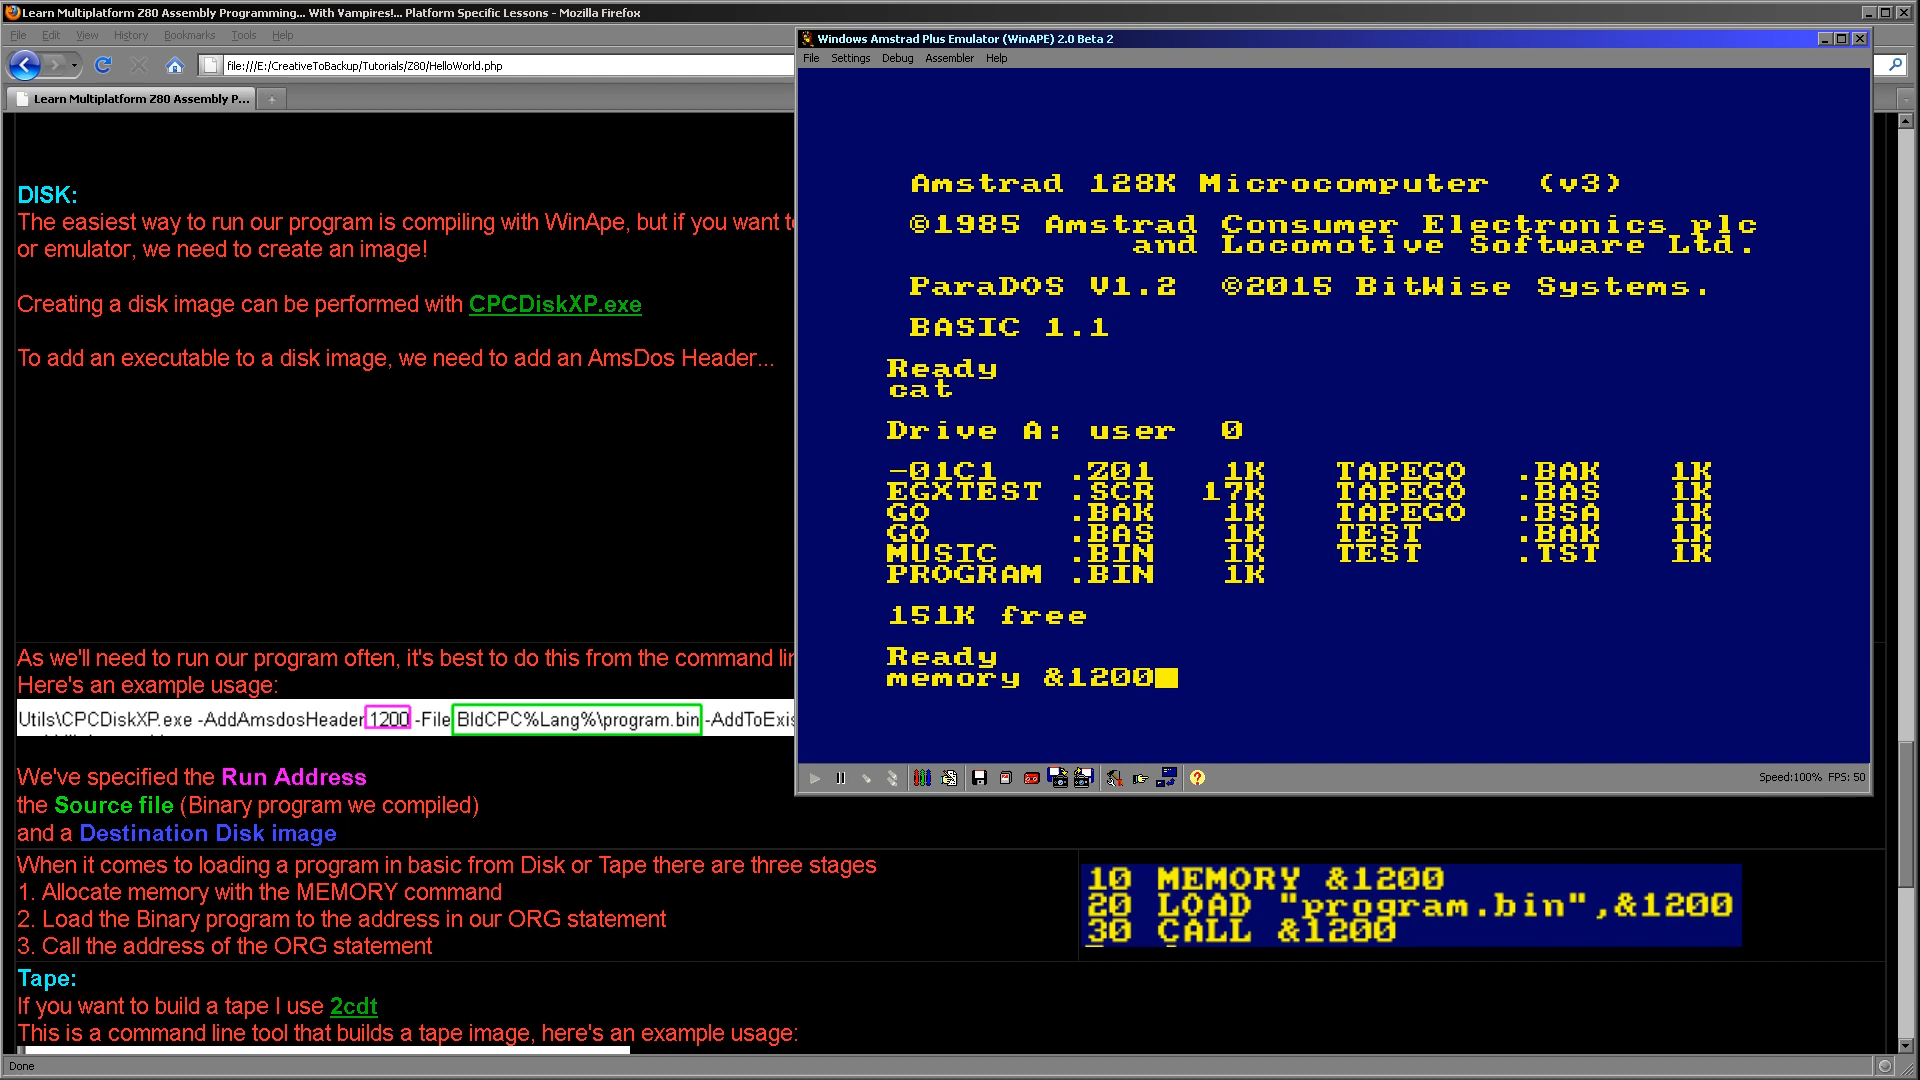 Learn Multiplatform Z80 Assembly Programming... With Vampires!... Platform Specific Lessons - Mozilla Firefox
File Edit View History Bookmarks Tools Help
file:///E:/CreativeToBackup/Tutorials/Z80/HelloWorld.php
Learn Multiplatform Z80 Assembly P...
DISK:
The easiest way to run our program is compiling with WinApe, but if you want
or emulator, we need to create an image!
Creating a disk image can be performed with CPCDiskXP.exe
To add an executable to a disk image, we need to add an AmsDos Header...
As we'll need to run our program often, it's best to do this from the command
Here's an example usage:
Utils\CPCDiskXP.exe -AddAmsdosHeader 1200 -File BldCPC%Lang%\program.bin -AddToExis
We've specified the Run Address
the Source file (Binary program we compiled)
and a Destination Disk image
When it comes to loading a program in basic from Disk or Tape there are three stages
1. Allocate memory with the MEMORY command
2. Load the Binary program to the address in our ORG statement
3. Call the address of the ORG statement
10 MEMORY &1200
20 LOAD "program.bin",&1200
30 CALL &1200
Tape:
If you want to build a tape I use 2cdt
This is a command line tool that builds a tape image, here's an example usage:
Done
Windows Amstrad Plus Emulator (WinAPE) 2.0 Beta 2
File Settings Debug Assembler Help
Amstrad 128K Microcomputer (v3)
©1985 Amstrad Consumer Electronics plc
and Locomotive Software Ltd.
ParaDOS V1.2 ©2015 BitWise Systems.
BASIC 1.1
Ready
cat
Drive A: user 0
-01C1 .Z01 1K TAPEGO .BAK 1K
EGXTEST .SCR 17K TAPEGO .BAS 1K
GO .BAK 1K TAPEGO .BSA 1K
GO .BAS 1K TEST .BAK 1K
MUSIC .BIN 1K TEST .TST 1K
PROGRAM .BIN 1K
151K free
Ready
memory &1200
Speed:100% FPS: 50